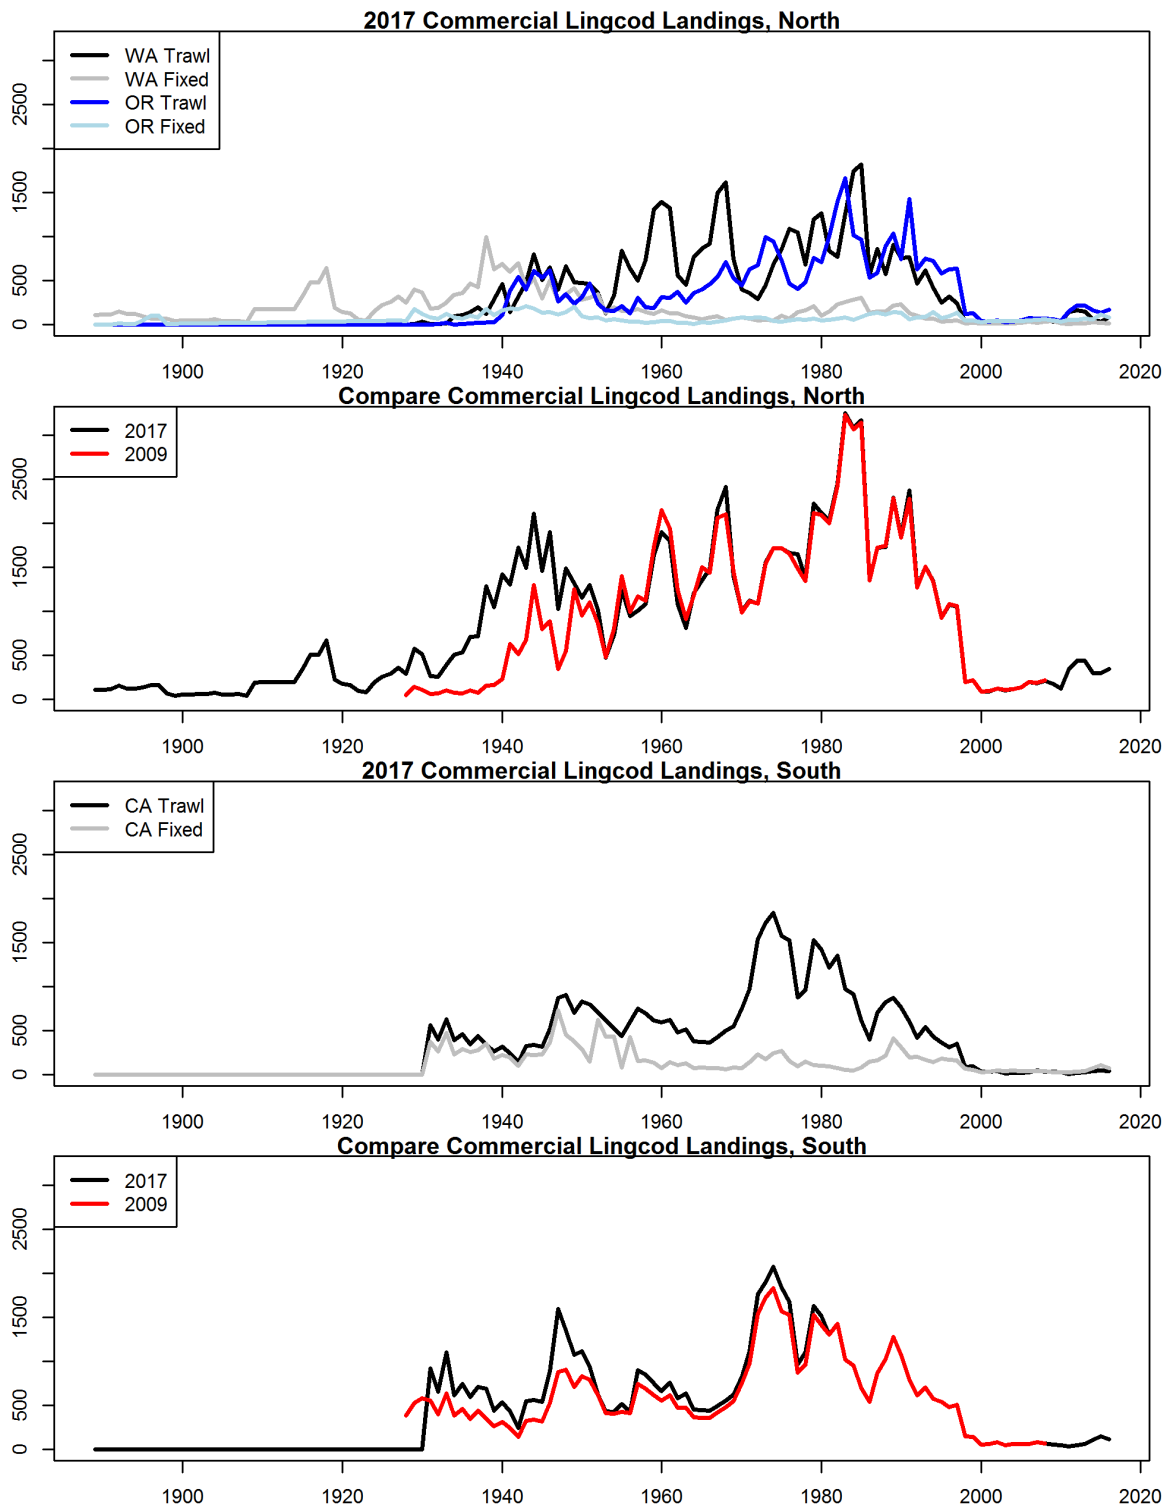 2017 Commercial Lingcod Landings, North
WA Trawl
WA Fixed
OR Trawl
OR Fixed
2500
1500
500
0
1900 1920 1940 1960 1980 2000 2020
Compare Commercial Lingcod Landings, North
2017
2009
2500
1500
500
0
1900 1920 1940 1960 1980 2000 2020
2017 Commercial Lingcod Landings, South
CA Trawl
CA Fixed
2500
1500
500
0
1900 1920 1940 1960 1980 2000 2020
Compare Commercial Lingcod Landings, South
2017
2009
2500
1500
500
0
1900 1920 1940 1960 1980 2000 2020